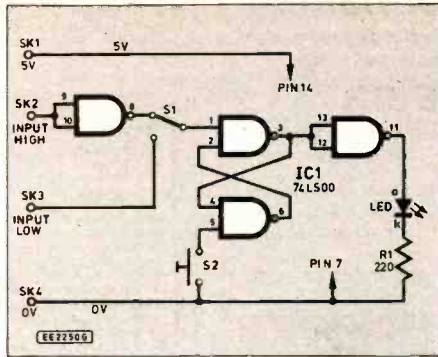 SK1
5V
5V
PIN 14
SK2
INPUT
HIGH
9
10
8
S1
1
2
3
13
12
11
IC1
74LS00
SK3
INPUT
LOW
4
5
6
a
LED
k
S2
R1
220
PIN 7
SK4
0V
0V
EE2250G